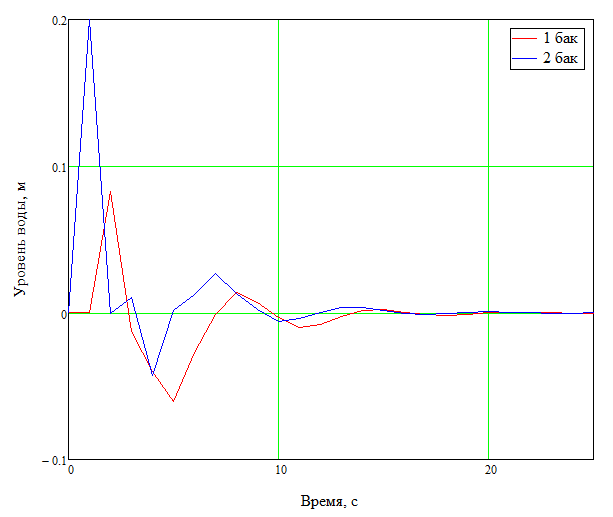 0.2
1 бак
2 бак
0.1
Уровень воды, м
0
– 0.1
0 10 20
Время, с